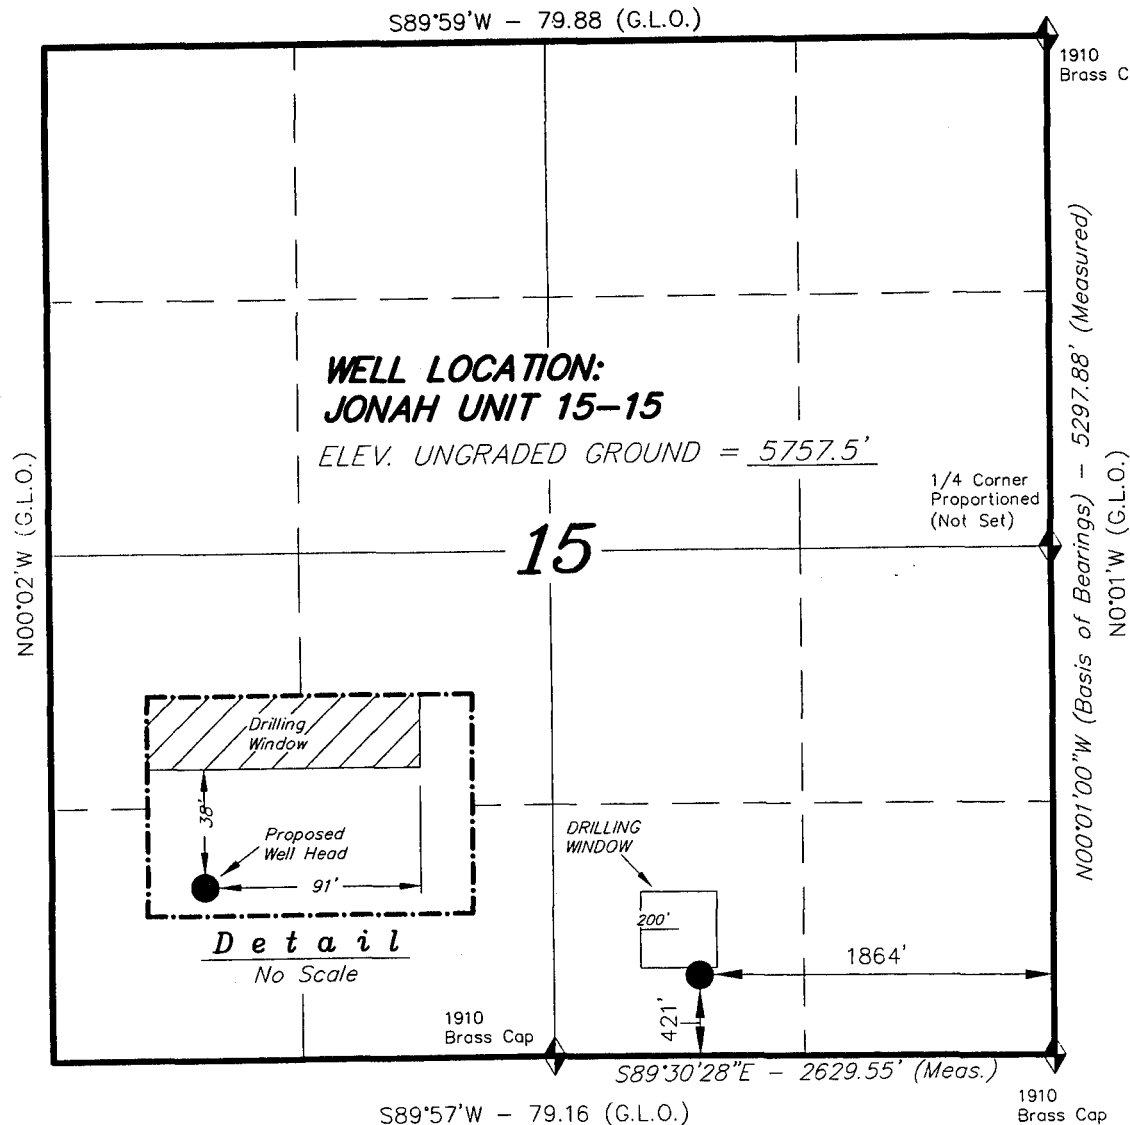 S89°59'W - 79.88 (G.L.O.)
1910
Brass C
WELL LOCATION:
JONAH UNIT 15-15
ELEV. UNGRADED GROUND = 5757.5'
1/4 Corner
Proportioned
(Not Set)
15
N00°02'W (G.L.O.)
N00°01'00"W (Basis of Bearings) - 5297.88' (Measured)
N0°01'W (G.L.O.)
Drilling
Window
38'
Proposed
Well Head
91'
Detail
No Scale
DRILLING
WINDOW
200'
1864'
421'
1910
Brass Cap
S89°30'28"E - 2629.55' (Meas.)
S89°57'W - 79.16 (G.L.O.)
1910
Brass Cap